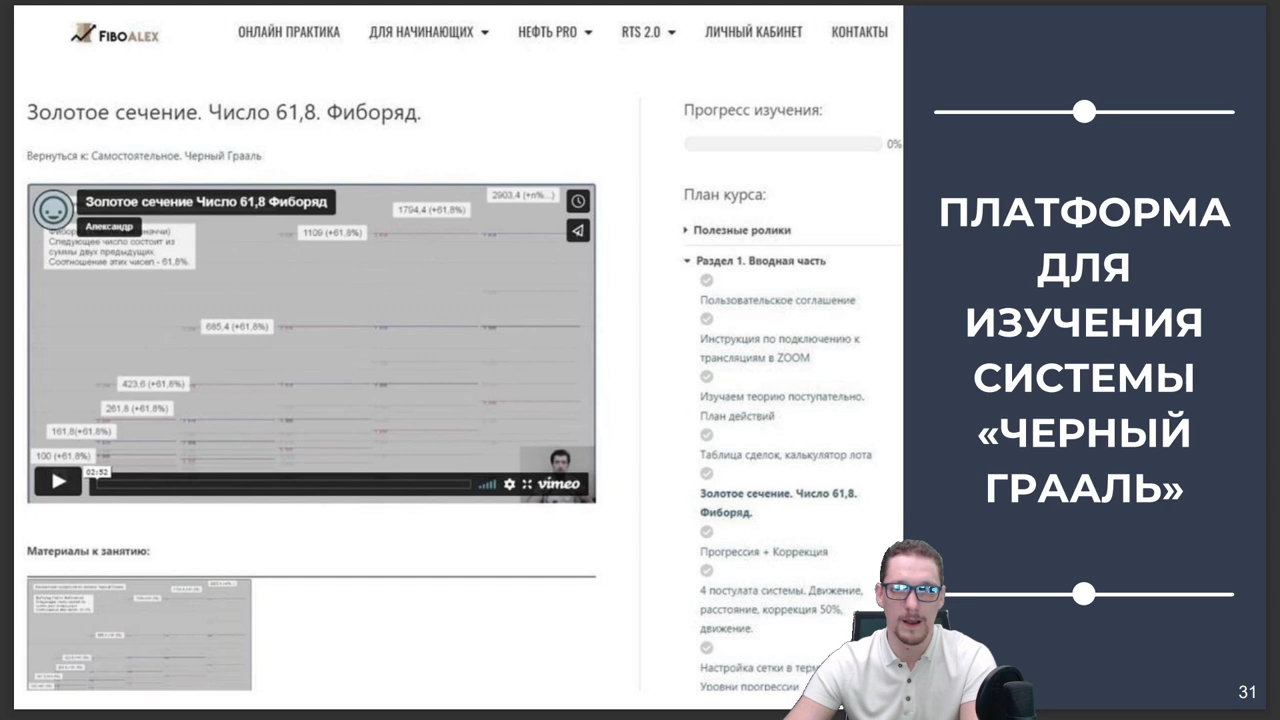 FIBOALEX
ОНЛАЙН ПРАКТИКА
ДЛЯ НАЧИНАЮЩИХ
НЕФТЬ PRO
RTS 2.0
ЛИЧНЫЙ КАБИНЕТ
КОНТАКТЫ
Золотое сечение. Число 61,8. Фиборяд.
Вернуться к: Самостоятельное. Черный Грааль
Золотое сечение Число 61,8 Фиборяд
Александр
Следующее число состоит из
суммы двух предыдущих.
Соотношение этих чисел - 61,8%.
2903,4 (+п%...)
1794,4 (+61,8%)
1109 (+61,8%)
685,4 (+61,8%)
423,6 (+61,8%)
261,8 (+61,8%)
161,8(+61,8%)
100 (+61,8%)
02:52
vimeo
Материалы к занятию:
Прогресс изучения:
0%
План курса:
Полезные ролики
Раздел 1. Вводная часть
Пользовательское соглашение
Инструкция по подключению к
трансляциям в ZOOM
Изучаем теорию поступательно.
План действий
Таблица сделок, калькулятор лота
Золотое сечение. Число 61,8.
Фиборяд.
Прогрессия + Коррекция
4 постулата системы. Движение,
расстояние, коррекция 50%,
движение.
Настройка сетки в
Уровни прогрессии
ПЛАТФОРМА
ДЛЯ
ИЗУЧЕНИЯ
СИСТЕМЫ
«ЧЕРНЫЙ
ГРААЛЬ»
31